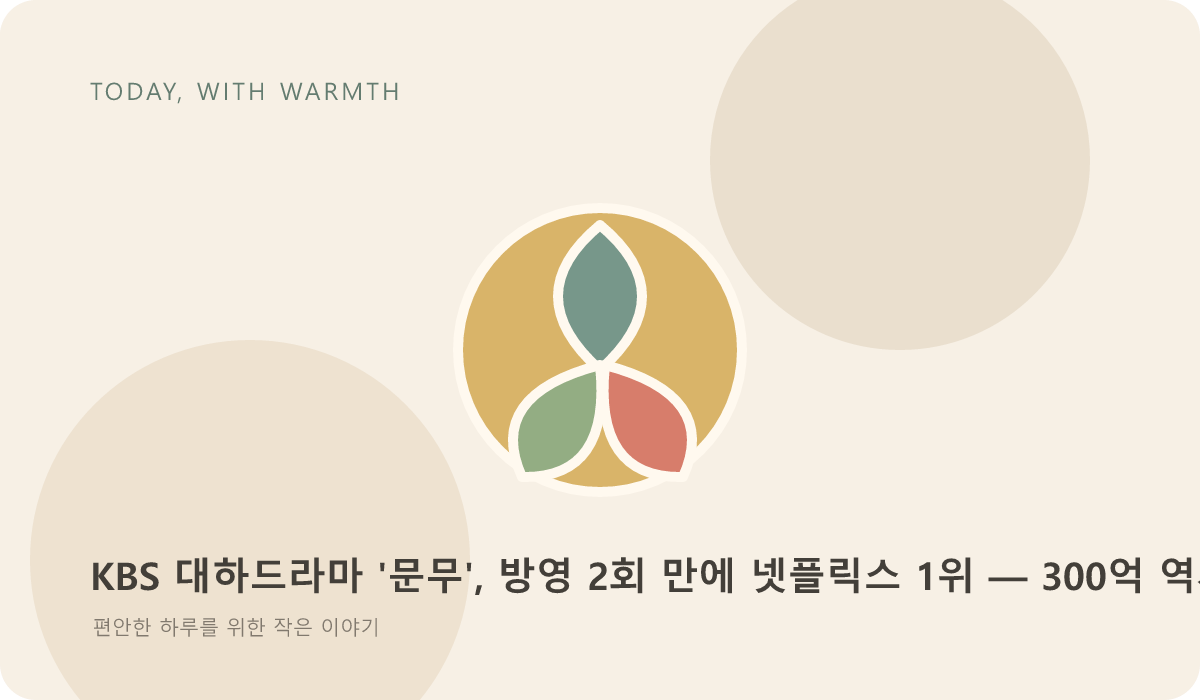 TODAY, WITH WARMTH
KBS 대하드라마 '문무', 방영 2회 만에 넷플릭스 1위 — 300억
편안한 하루를 위한 작은 이야기